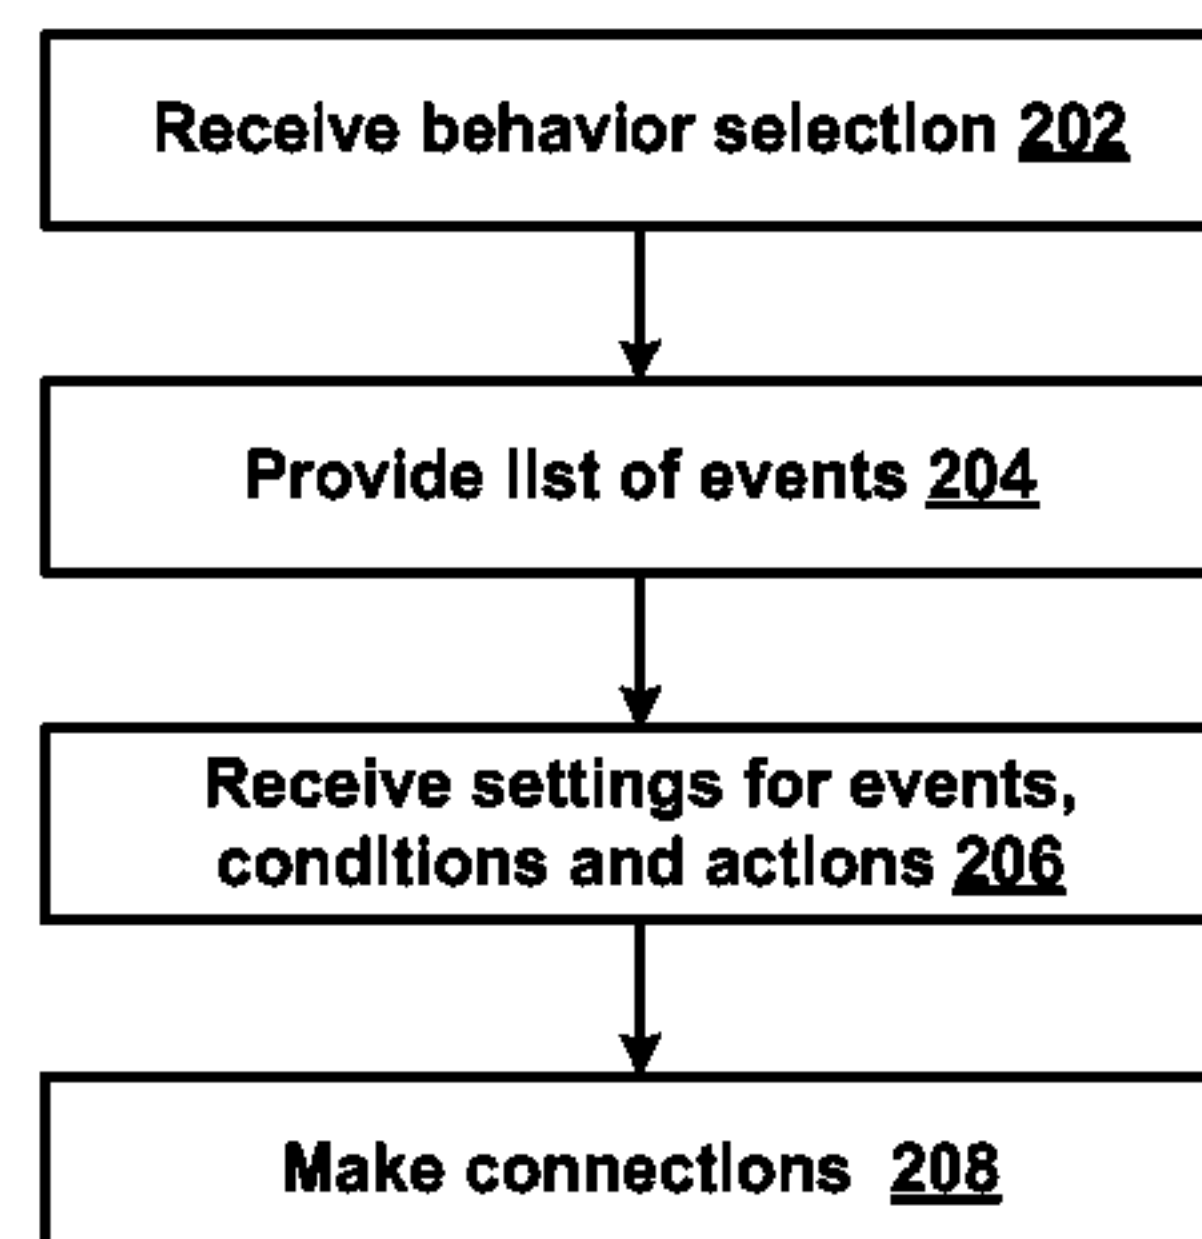 Receive behavior selection 202
Provide list of events 204
Receive settings for events,
conditions and actions 206
Make connections 208